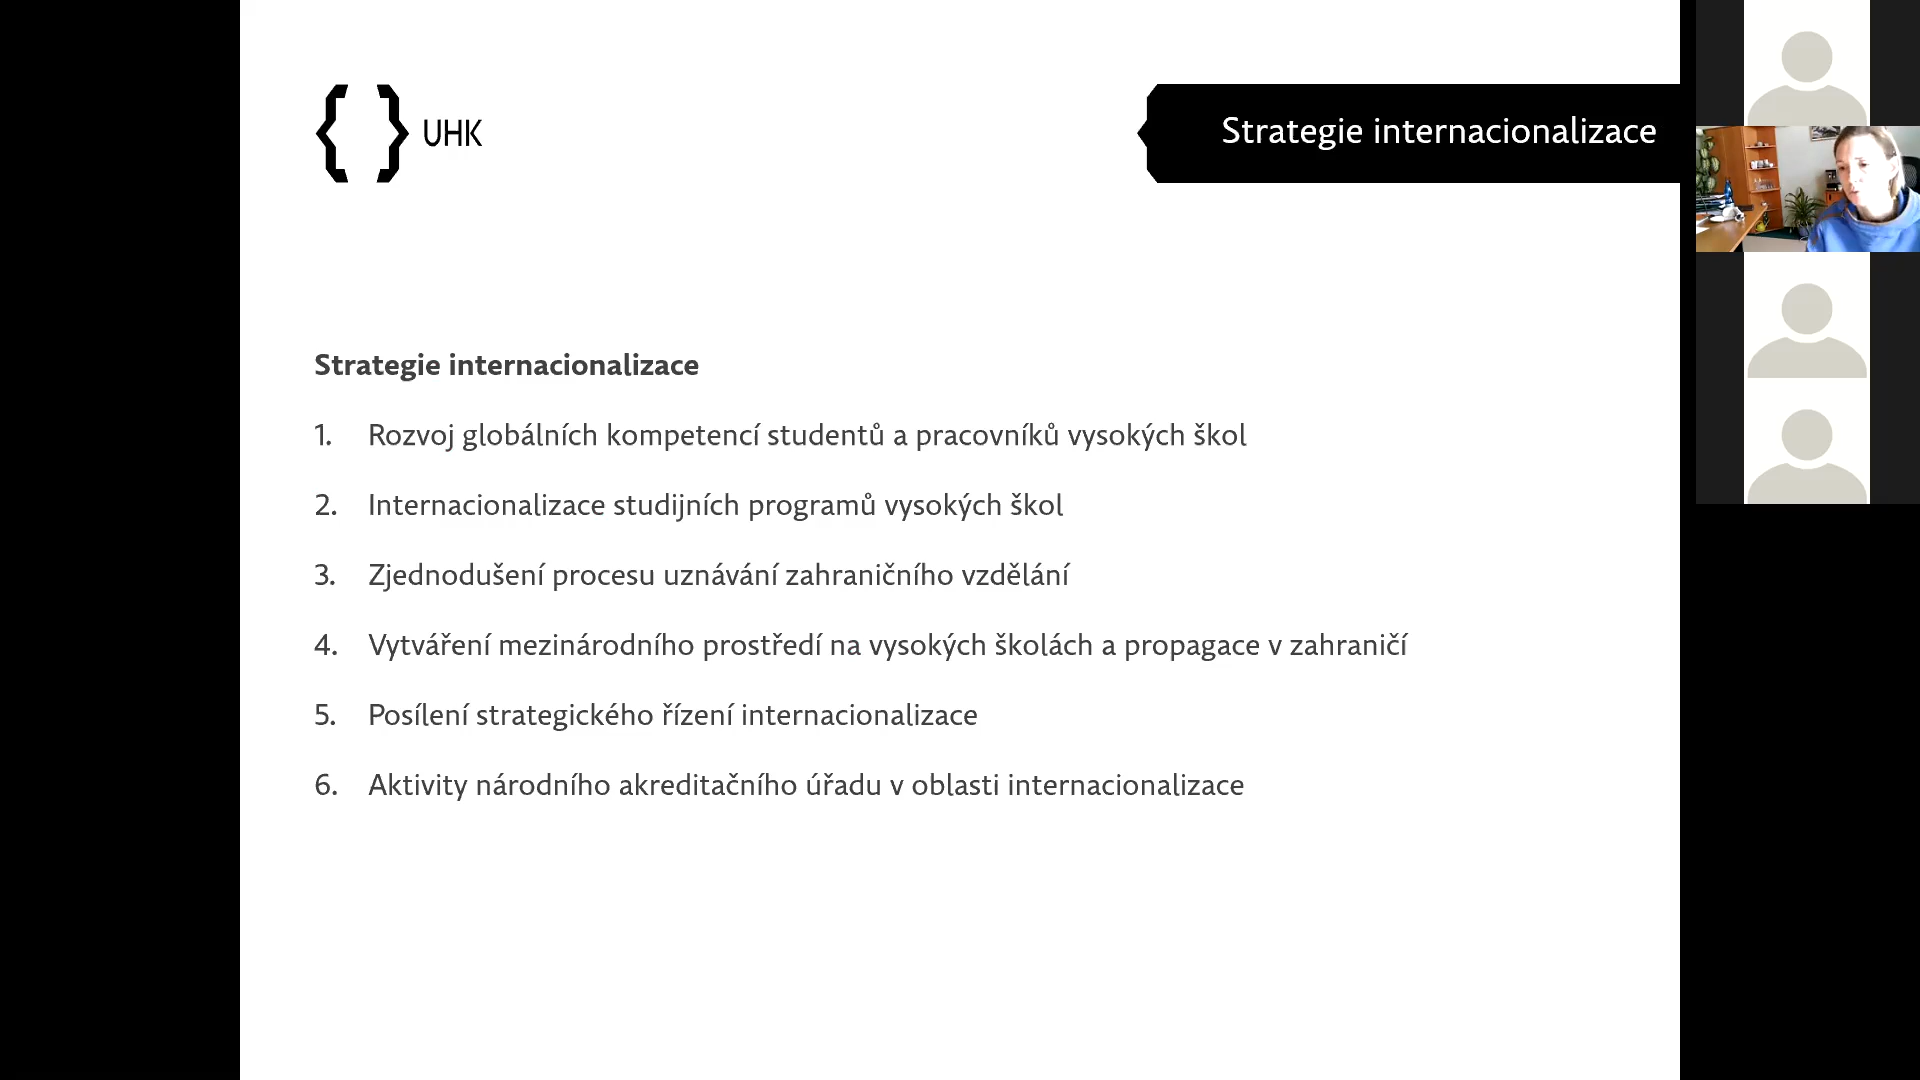 UHK
Strategie internacionalizace
Strategie internacionalizace
1. Rozvoj globálních kompetencí studentů a pracovníků vysokých škol
2. Internacionalizace studijních programů vysokých škol
3. Zjednodušení procesu uznávání zahraničního vzdělání
4. Vytváření mezinárodního prostředí na vysokých školách a propagace v zahraničí
5. Posílení strategického řízení internacionalizace
6. Aktivity národního akreditačního úřadu v oblasti internacionalizace